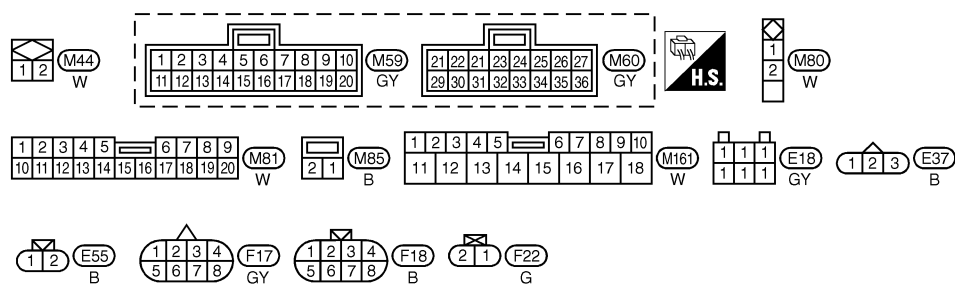 1 2 M44 W
1 2 3 4 5 6 7 8 9 10 M59 GY
11 12 13 14 15 16 17 18 19 20
21 22 21 23 24 25 26 27 M60 GY
29 30 31 32 33 34 35 36
H.S.
1 2 M80 W
1 2 3 4 5 6 7 8 9 M81 W
10 11 12 13 14 15 16 17 18 19 20
2 1 M85 B
1 2 3 4 5 6 7 8 9 10 M161 W
11 12 13 14 15 16 17 18
1 1 1 E18 GY
1 1 1
1 2 3 E37 B
1 2 E55 B
1 2 3 4 F17 GY
5 6 7 8
1 2 3 4 F18 B
5 6 7 8
2 1 F22 G